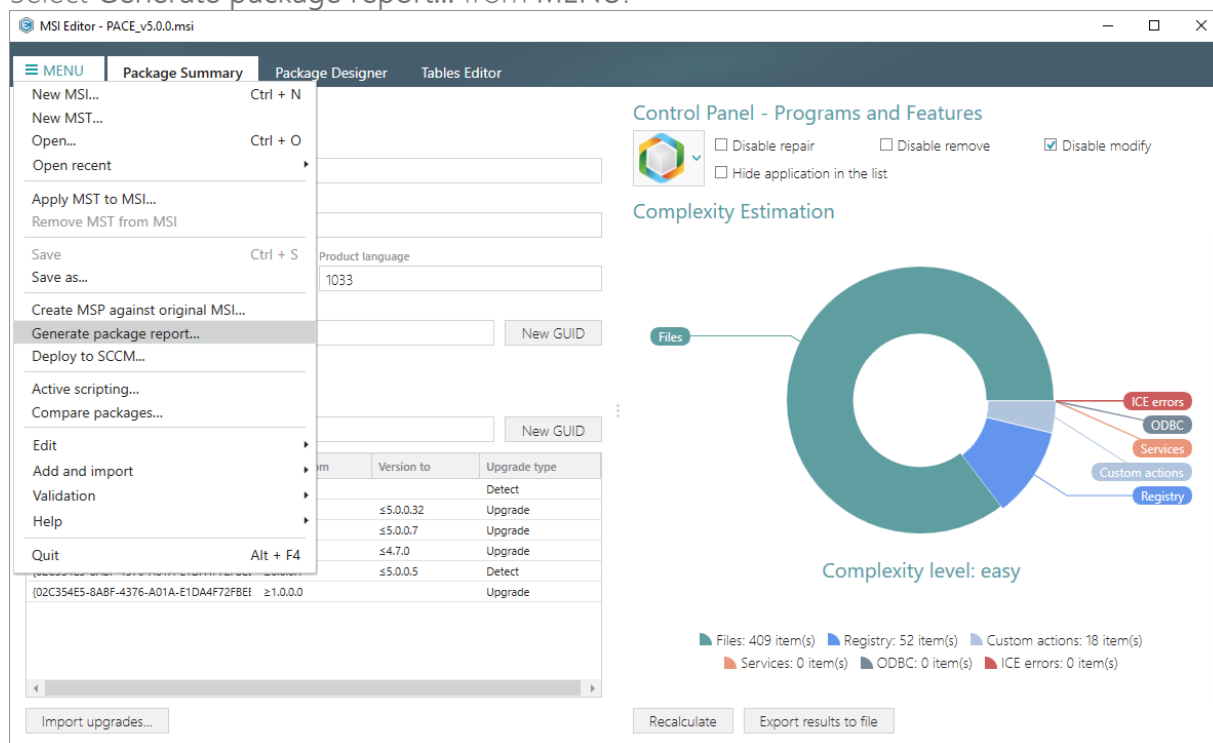 Select Generate package report... from MENU.
MSI Editor - PACE_v5.0.0.msi
MENU Package Summary Package Designer Tables Editor
New MSI... Ctrl + N
New MST...
Open... Ctrl + O
Open recent
Apply MST to MSI...
Remove MST from MSI
Save Ctrl + S
Save as...
Create MSP against original MSI...
Generate package report...
Deploy to SCCM...
Active scripting...
Compare packages...
Edit
Add and import
Validation
Help
Quit Alt + F4
Product language
1033
New GUID
New GUID
Version to Upgrade type
Detect
≤5.0.0.32 Upgrade
≤5.0.0.7 Upgrade
≤4.7.0 Upgrade
≤5.0.0.5 Detect
{02C354E5-8ABF-4376-A01A-E1DA4F72FBEE ≥1.0.0.0 Upgrade
Import upgrades...
Control Panel - Programs and Features
Disable repair Disable remove Disable modify
Hide application in the list
Complexity Estimation
Files
ICE errors
ODBC
Services
Custom actions
Registry
Complexity level: easy
Files: 409 item(s) Registry: 52 item(s) Custom actions: 18 item(s)
Services: 0 item(s) ODBC: 0 item(s) ICE errors: 0 item(s)
Recalculate Export results to file